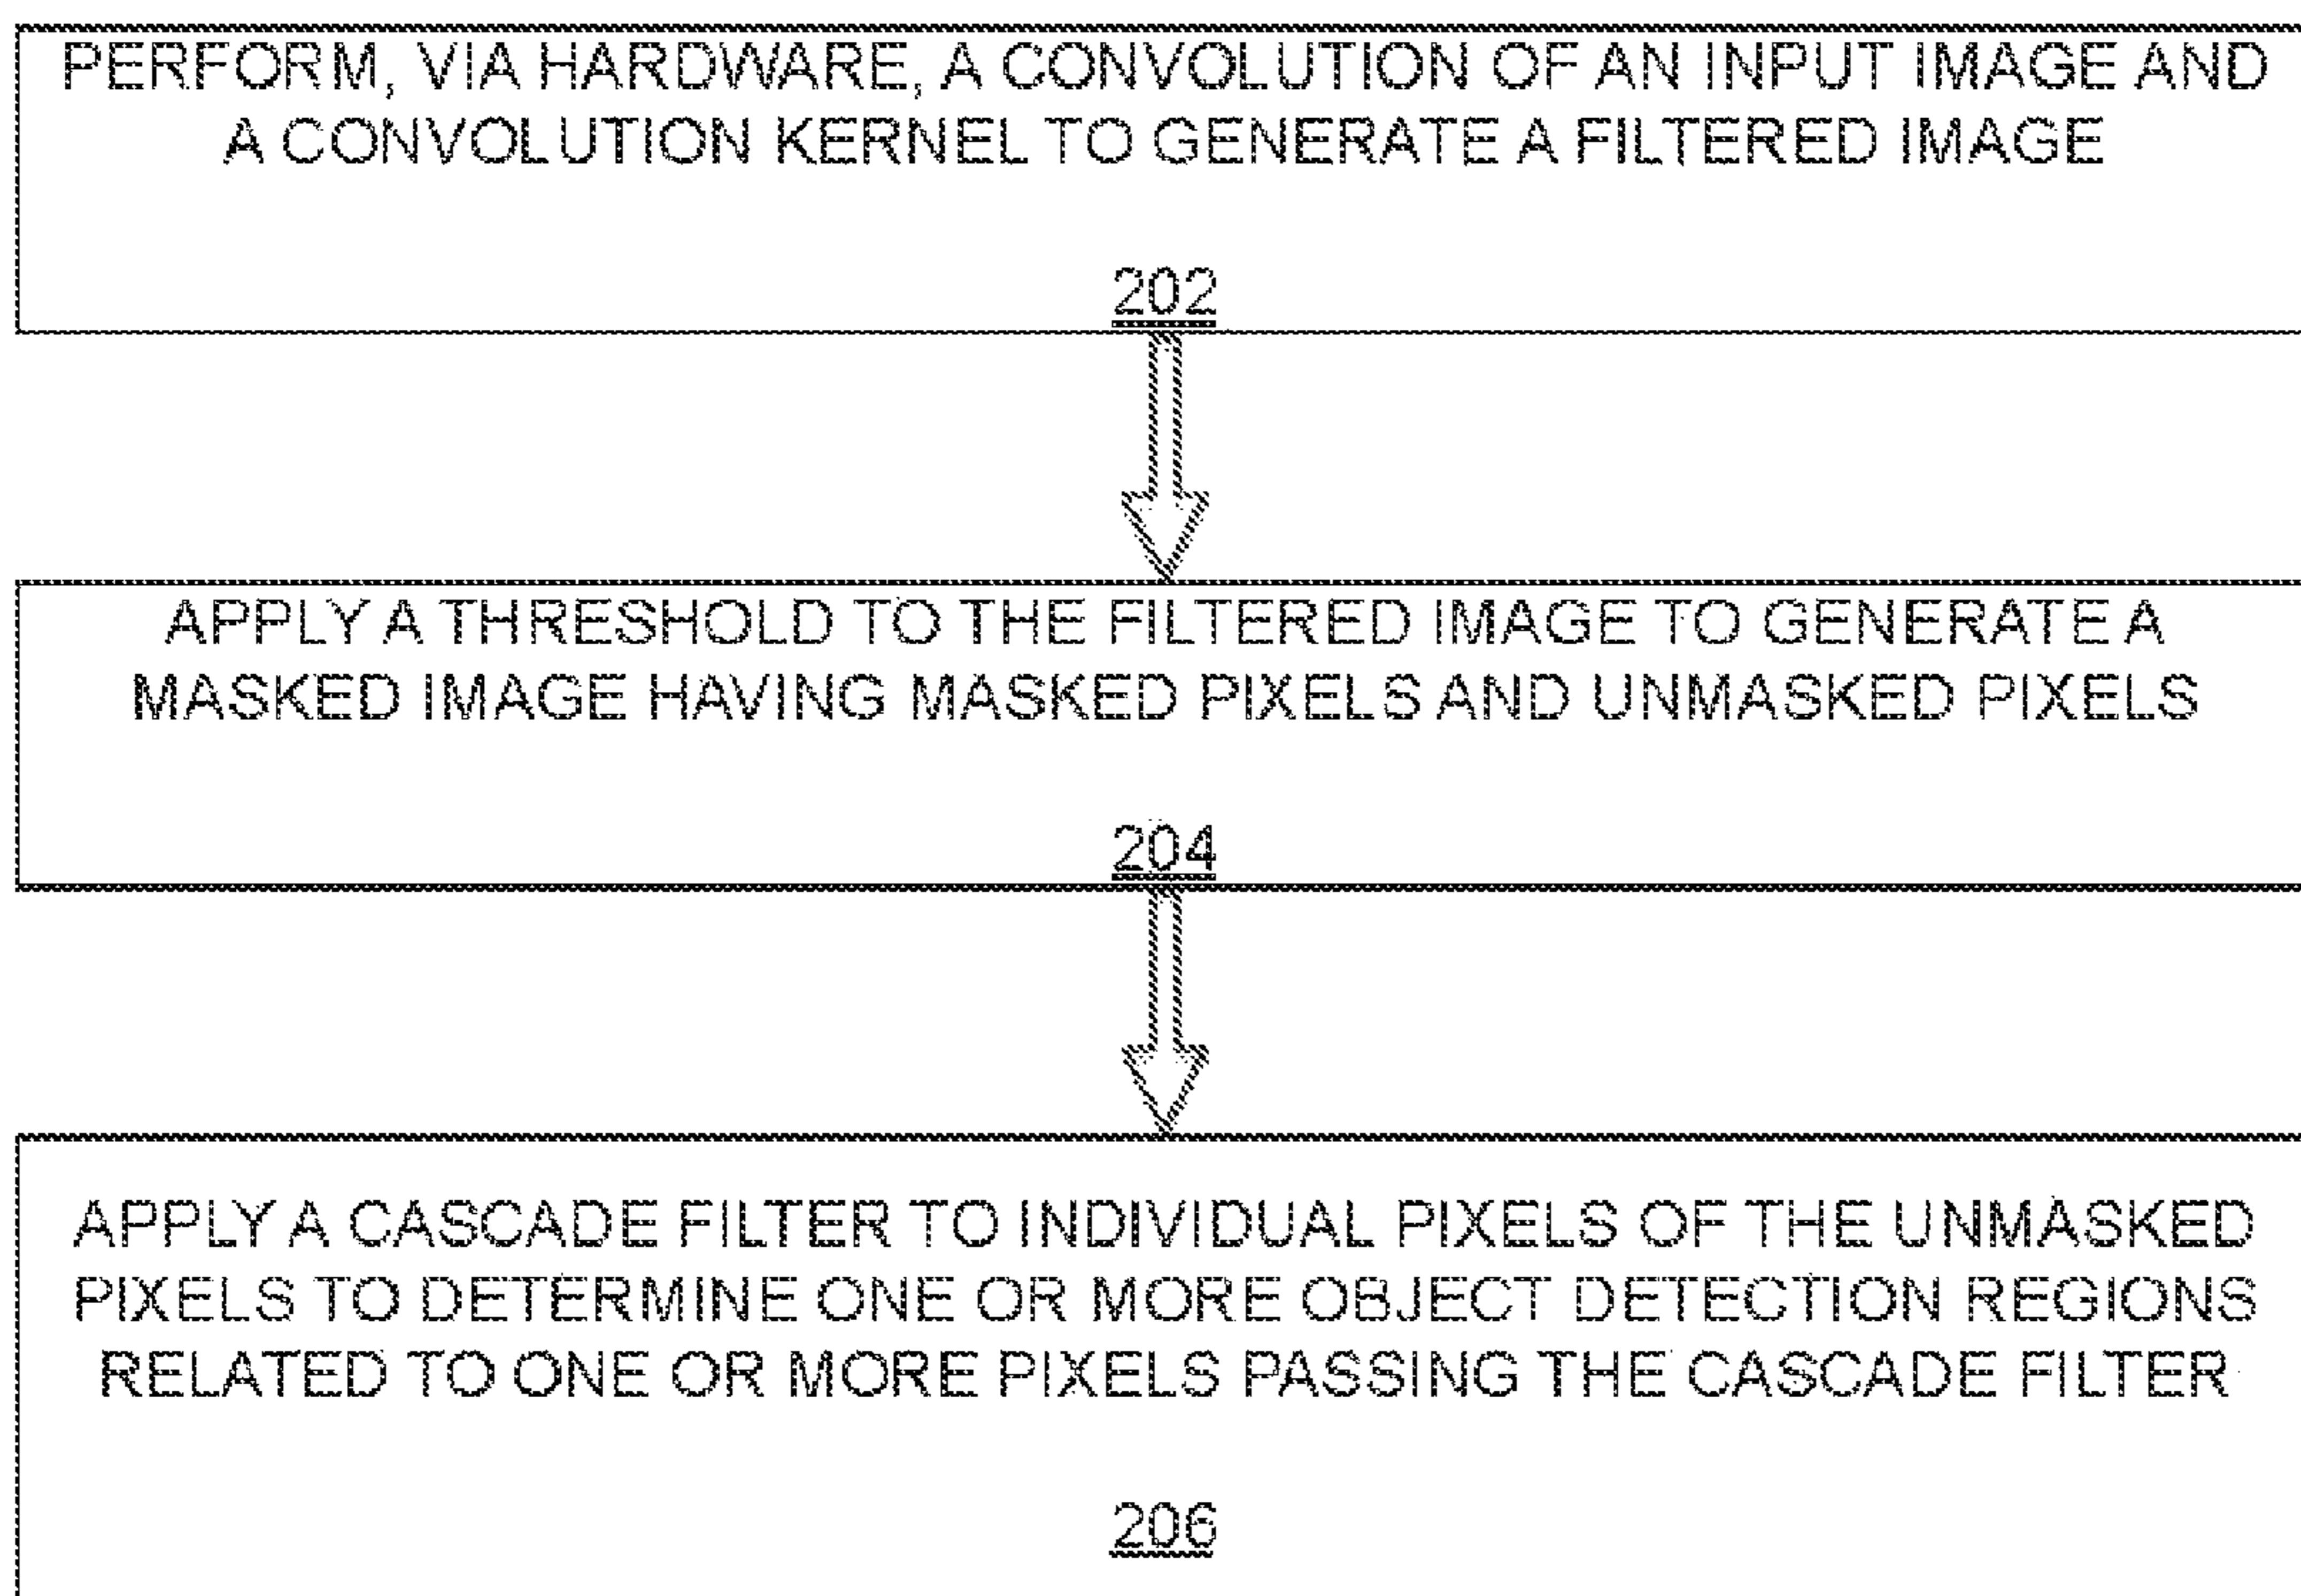 PERFORM, VIA HARDWARE, A CONVOLUTION OF AN INPUT IMAGE AND
A CONVOLUTION KERNEL TO GENERATE A FILTERED IMAGE
202
APPLY A THRESHOLD TO THE FILTERED IMAGE TO GENERATE A
MASKED IMAGE HAVING MASKED PIXELS AND UNMASKED PIXELS
204
APPLY A CASCADE FILTER TO INDIVIDUAL PIXELS OF THE UNMASKED
PIXELS TO DETERMINE ONE OR MORE OBJECT DETECTION REGIONS
RELATED TO ONE OR MORE PIXELS PASSING THE CASCADE FILTER
206